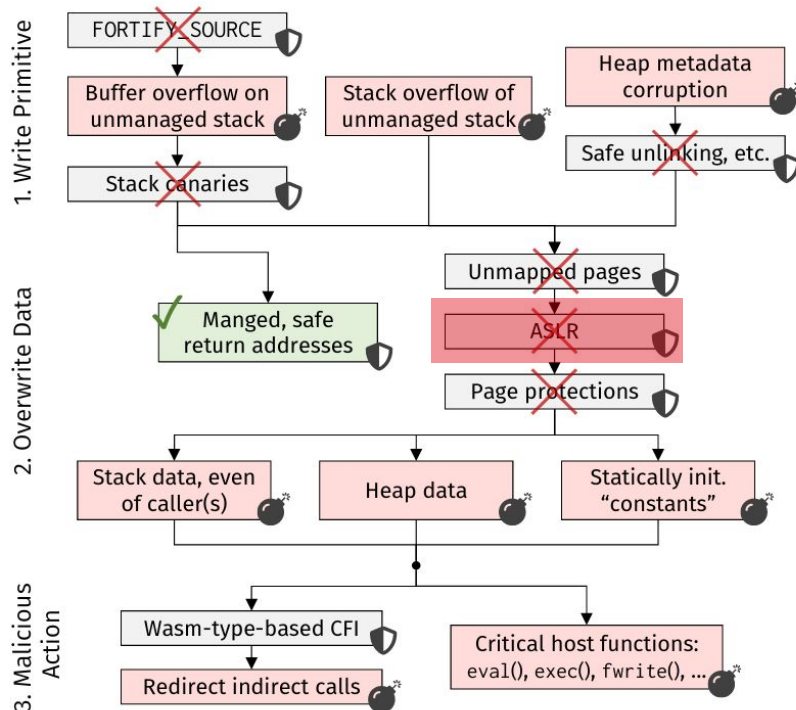 1. Write Primitive
FORTIFY_SOURCE
Buffer overflow on
unmanaged stack
Stack canaries
Stack overflow of
unmanaged stack
Heap metadata
corruption
Safe unlinking, etc.
2. Overwrite Data
Manged, safe
return addresses
Unmapped pages
ASLR
Page protections
Stack data, even
of caller(s)
Heap data
Statically init.
“constants”
3. Malicious
Action
Wasm-type-based CFI
Redirect indirect calls
Critical host functions:
eval(), exec(), fwrite(), ...